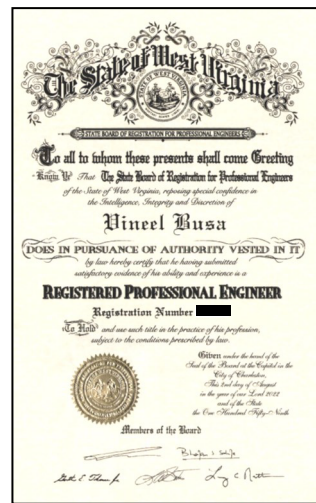 The State of West Virginia
STATE OF WEST VIRGINIA
STATE BOARD OF REGISTRATION FOR PROFESSIONAL ENGINEERS
To all to whom these presents shall come Greeting
Know Ye That The State Board of Registration for Professional Engineers
of the State of West Virginia, reposing special confidence in
the Intelligence, Integrity and Discretion of
Vineel Busa
DOES IN PURSUANCE OF AUTHORITY VESTED IN IT
by law hereby certify that he having submitted
satisfactory evidence of his ability and experience is a
REGISTERED PROFESSIONAL ENGINEER
Registration Number
To Hold and use such title in the practice of his profession,
subject to the conditions prescribed by law.
Given under the hand of the
Seal of the Board at the Capitol in the
City of Charleston,
This 2nd day of August
in the year of our Lord 2022
and of the State
the One Hundred Fifty-Ninth
Members of the Board